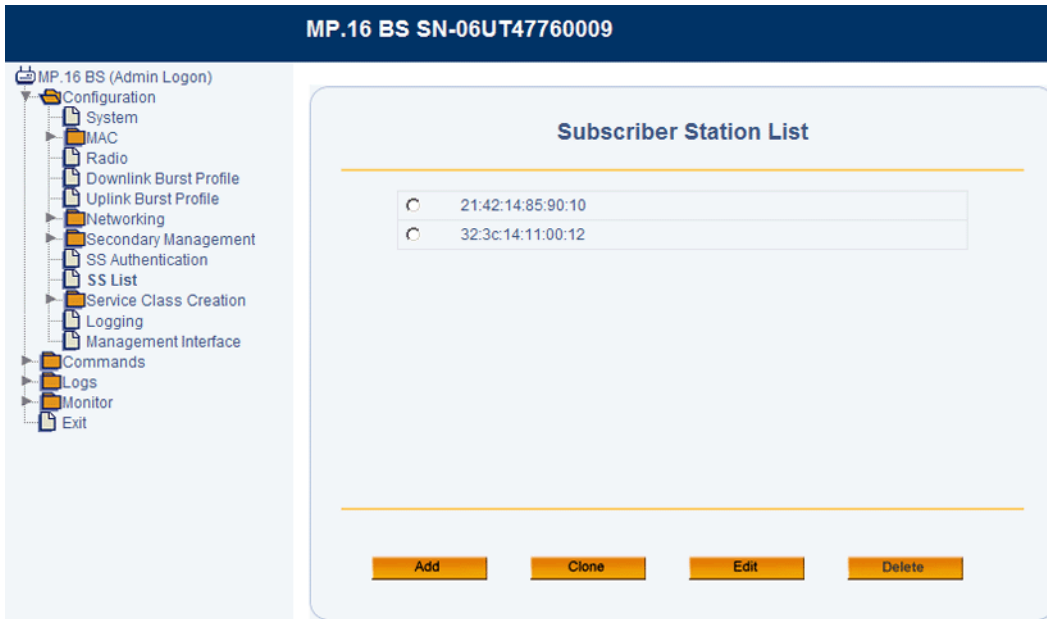 MP.16 BS SN-06UT47760009
MP.16 BS (Admin Logon)
Configuration
System
MAC
Radio
Downlink Burst Profile
Uplink Burst Profile
Networking
Secondary Management
SS Authentication
SS List
Service Class Creation
Logging
Management Interface
Commands
Logs
Monitor
Exit
Subscriber Station List
21:42:14:85:90:10
32:3c:14:11:00:12
Add Clone Edit Delete